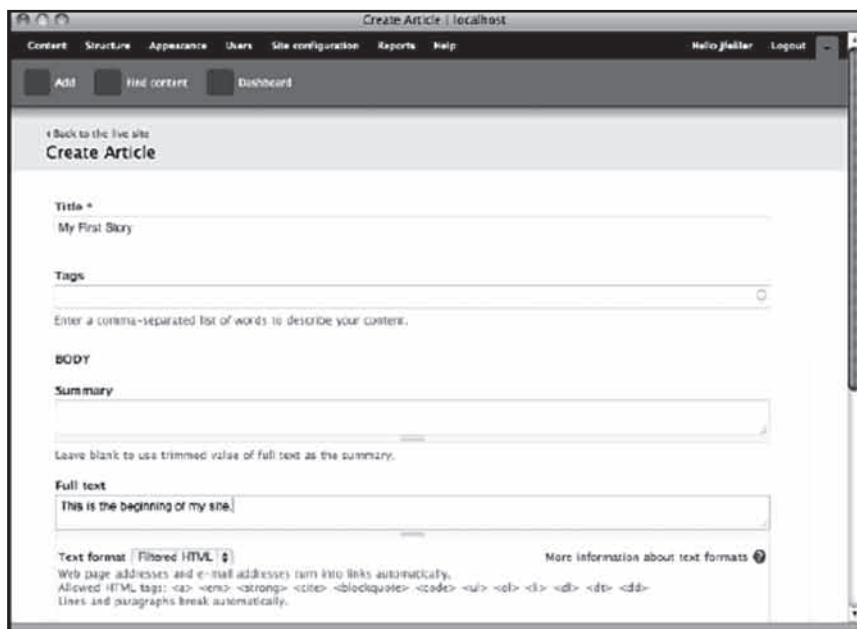 Create Article | localhost
Content Structure Appearance Users Site configuration Reports Help Hello jfeiler Logout
Add Find content Dashboard
Back to the live site
Create Article
Title *
My First Story
Tags
Enter a comma-separated list of words to describe your content.
BODY
Summary
Leave blank to use trimmed value of full text as the summary.
Full text
This is the beginning of my site.
Text format Filtered HTML More information about text formats ?
Web page addresses and e-mail addresses turn into links automatically.
Allowed HTML tags: <a> <em> <strong> <cite> <blockquote> <code> <ul> <ol> <li> <dl> <dt> <dd>
Lines and paragraphs break automatically.